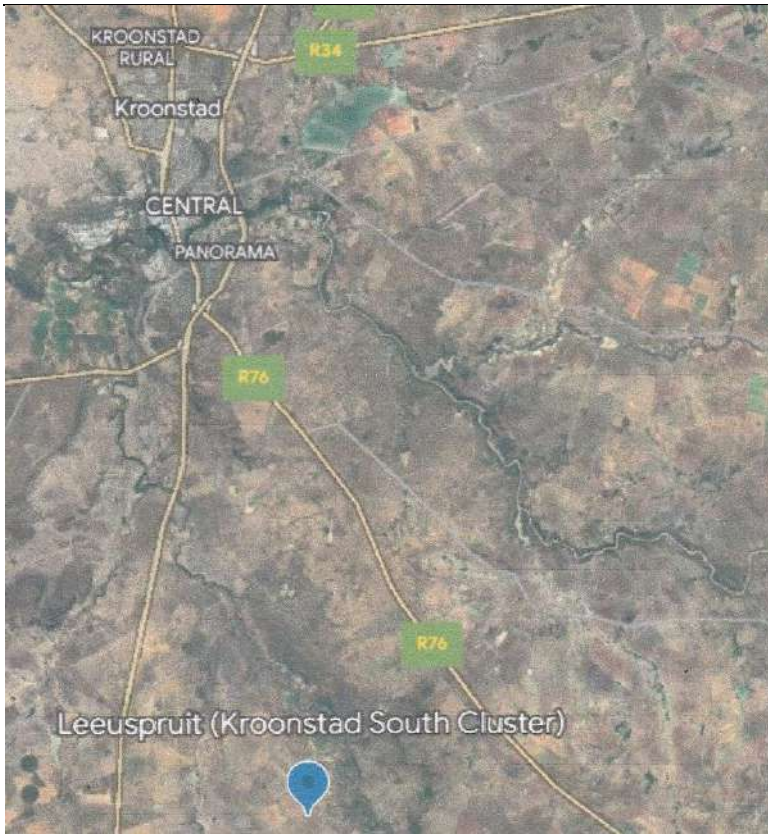 R34
KROONSTAD
RURAL
Kroonstad
CENTRAL
PANORAMA
R76
R76
Leeuspruit (Kroonstad South Cluster)